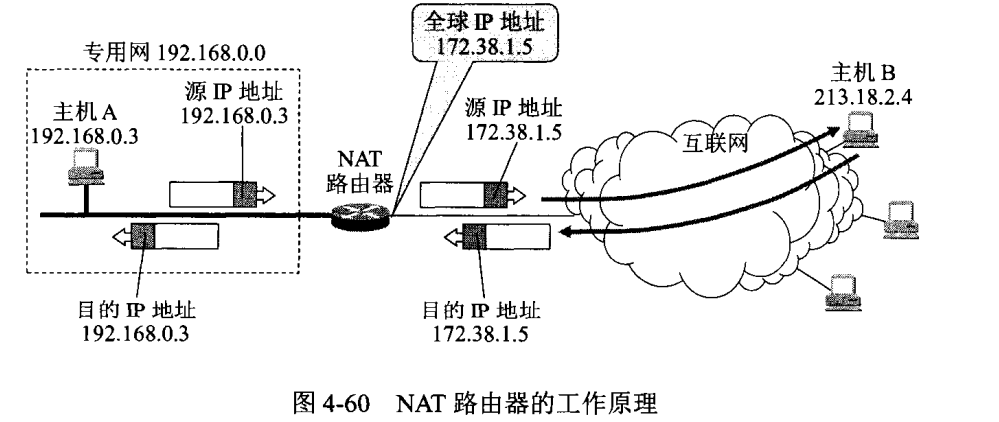 全球 IP 地址
172.38.1.5
专用网 192.168.0.0
主机 A
192.168.0.3
源 IP 地址
192.168.0.3
NAT
路由器
源 IP 地址
172.38.1.5
互联网
主机 B
213.18.2.4
目的 IP 地址
192.168.0.3
目的 IP 地址
172.38.1.5
图 4-60 NAT 路由器的工作原理